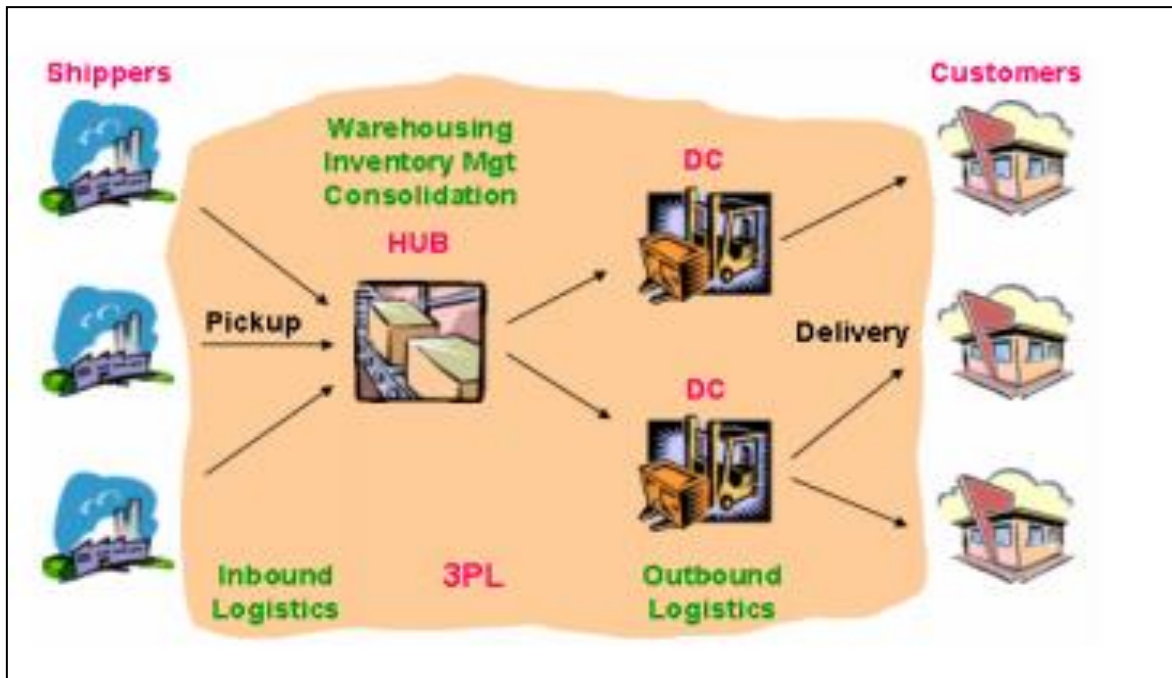 Shippers
Customers
Warehousing
Inventory Mgt
Consolidation
DC
HUB
Pickup
Delivery
DC
Inbound
Logistics
3PL
Outbound
Logistics